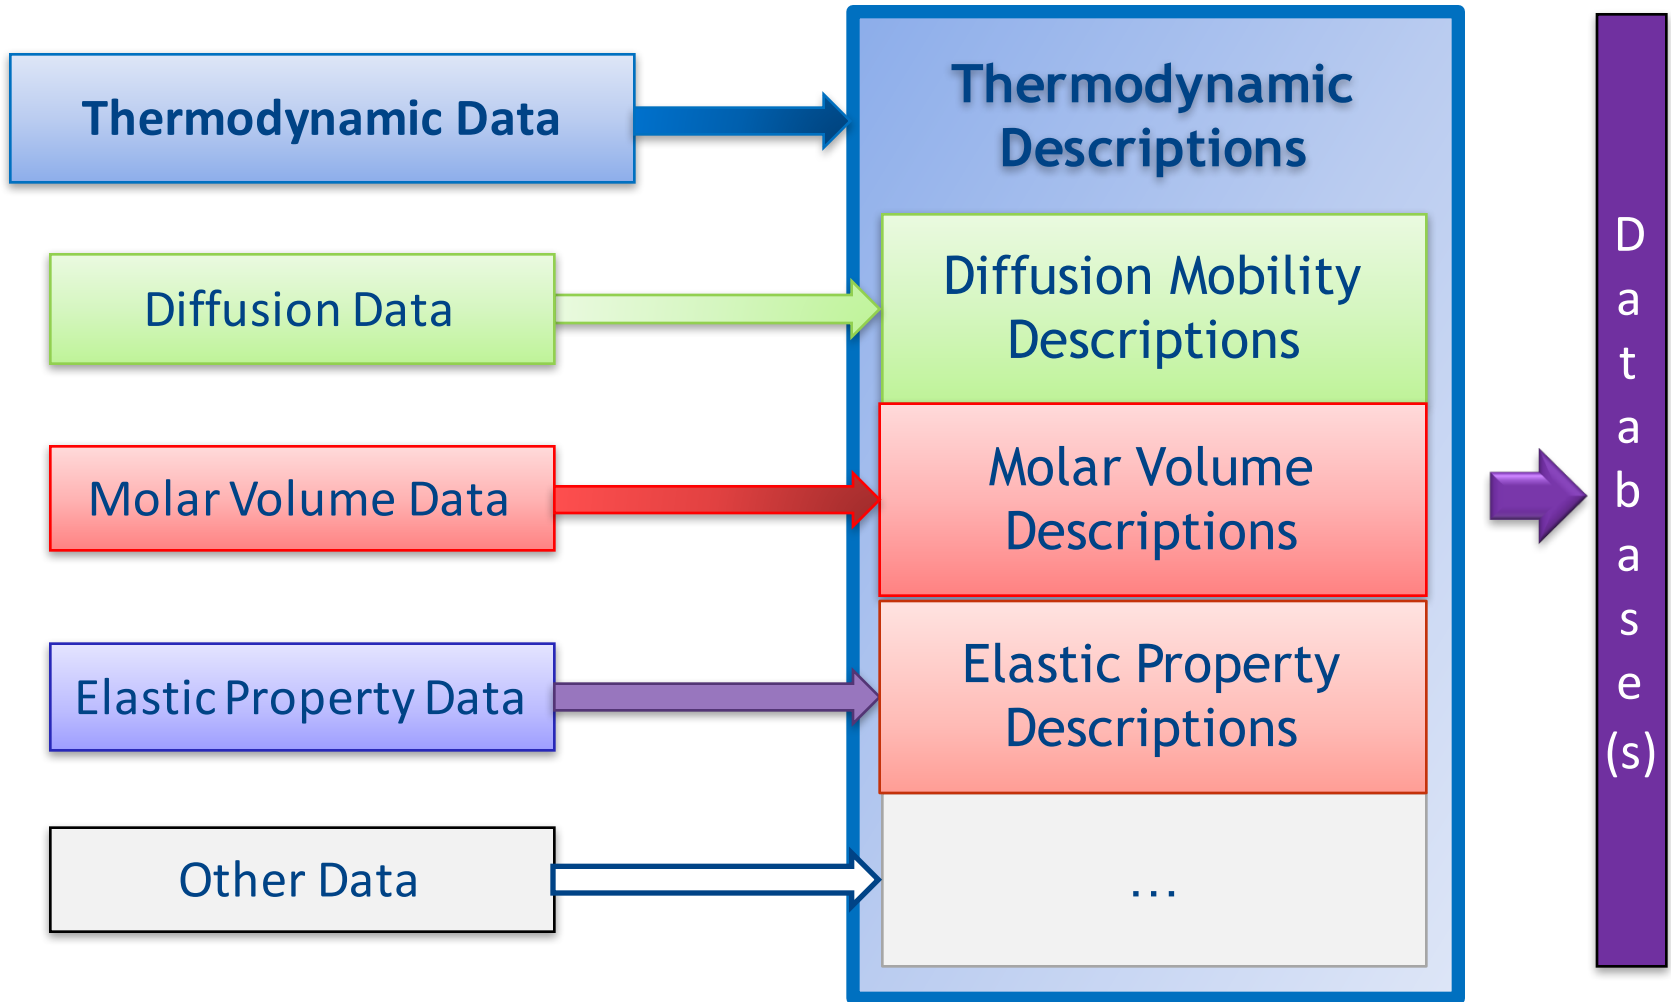 Thermodynamic Data
Thermodynamic
Descriptions
Diffusion Data
Diffusion Mobility
Descriptions
Molar Volume Data
Molar Volume
Descriptions
Elastic Property Data
Elastic Property
Descriptions
Other Data
...
Database(s)